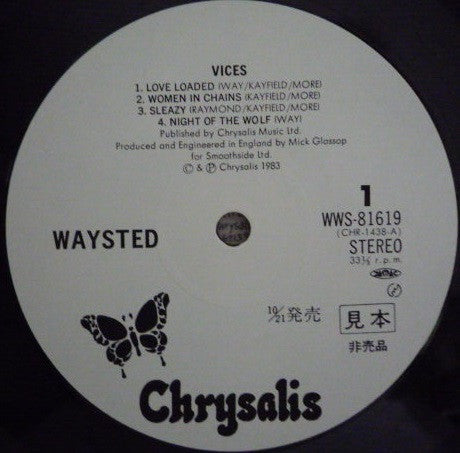 VICES
1. LOVE LOADED (WAY/KAYFIELD/MORE)
2. WOMEN IN CHAINS (KAYFIELD/MORE)
3. SLEAZY (RAYMOND/KAYFIELD/MORE)
4. NIGHT OF THE WOLF (WAY)
Published by Chrysalis Music Ltd.
Produced and Engineered in England by Mick Glossop
for Smoothside Ltd.
© & ℗ Chrysalis 1983
1
WWS-81619
(CHR-1438-A)
STEREO
33⅓ r.p.m.
WAYSTED
10/21発売
見本
非売品
Chrysalis